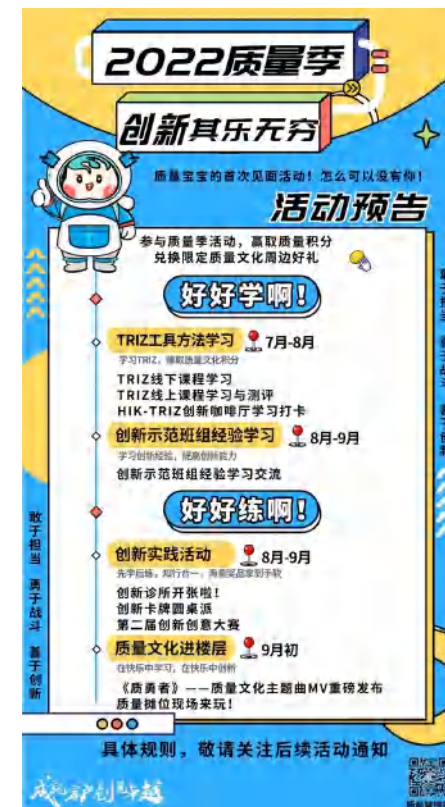 2022质量季
创新其乐无穷
质量宝宝的首次见面活动！怎么可以没有你！
活动预告
参与质量季活动，赢取质量积分
兑换限定质量文化周边好礼
好好学啊！
TRIZ工具方法学习 7月-8月
学习TRIZ，赚取质量文化积分
TRIZ线下课程学习
TRIZ线上课程学习与测评
HIK-TRIZ创新咖啡厅学习打卡
创新示范班组经验学习 8月-9月
学习创新经验，提高创新能力
创新示范班组经验学习交流
好好练啊！
创新实践活动 8月-9月
先学后练，知行合一，海量奖品拿到手软
创新诊所开张啦！
创新卡牌圆桌派
第二届创新创意大赛
质量文化进楼层 9月初
在快乐中学习，在快乐中创新
《质勇者》——质量文化主题曲MV重磅发布
质量摊位现场来玩！
敢于担当 勇于战斗 善于创新
具体规则，敬请关注后续活动通知